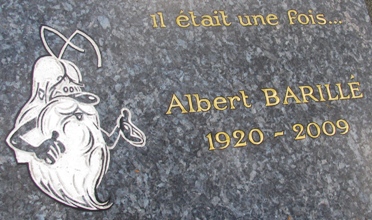 Il était une fois...
Albert BARILLÉ
1920 - 2009